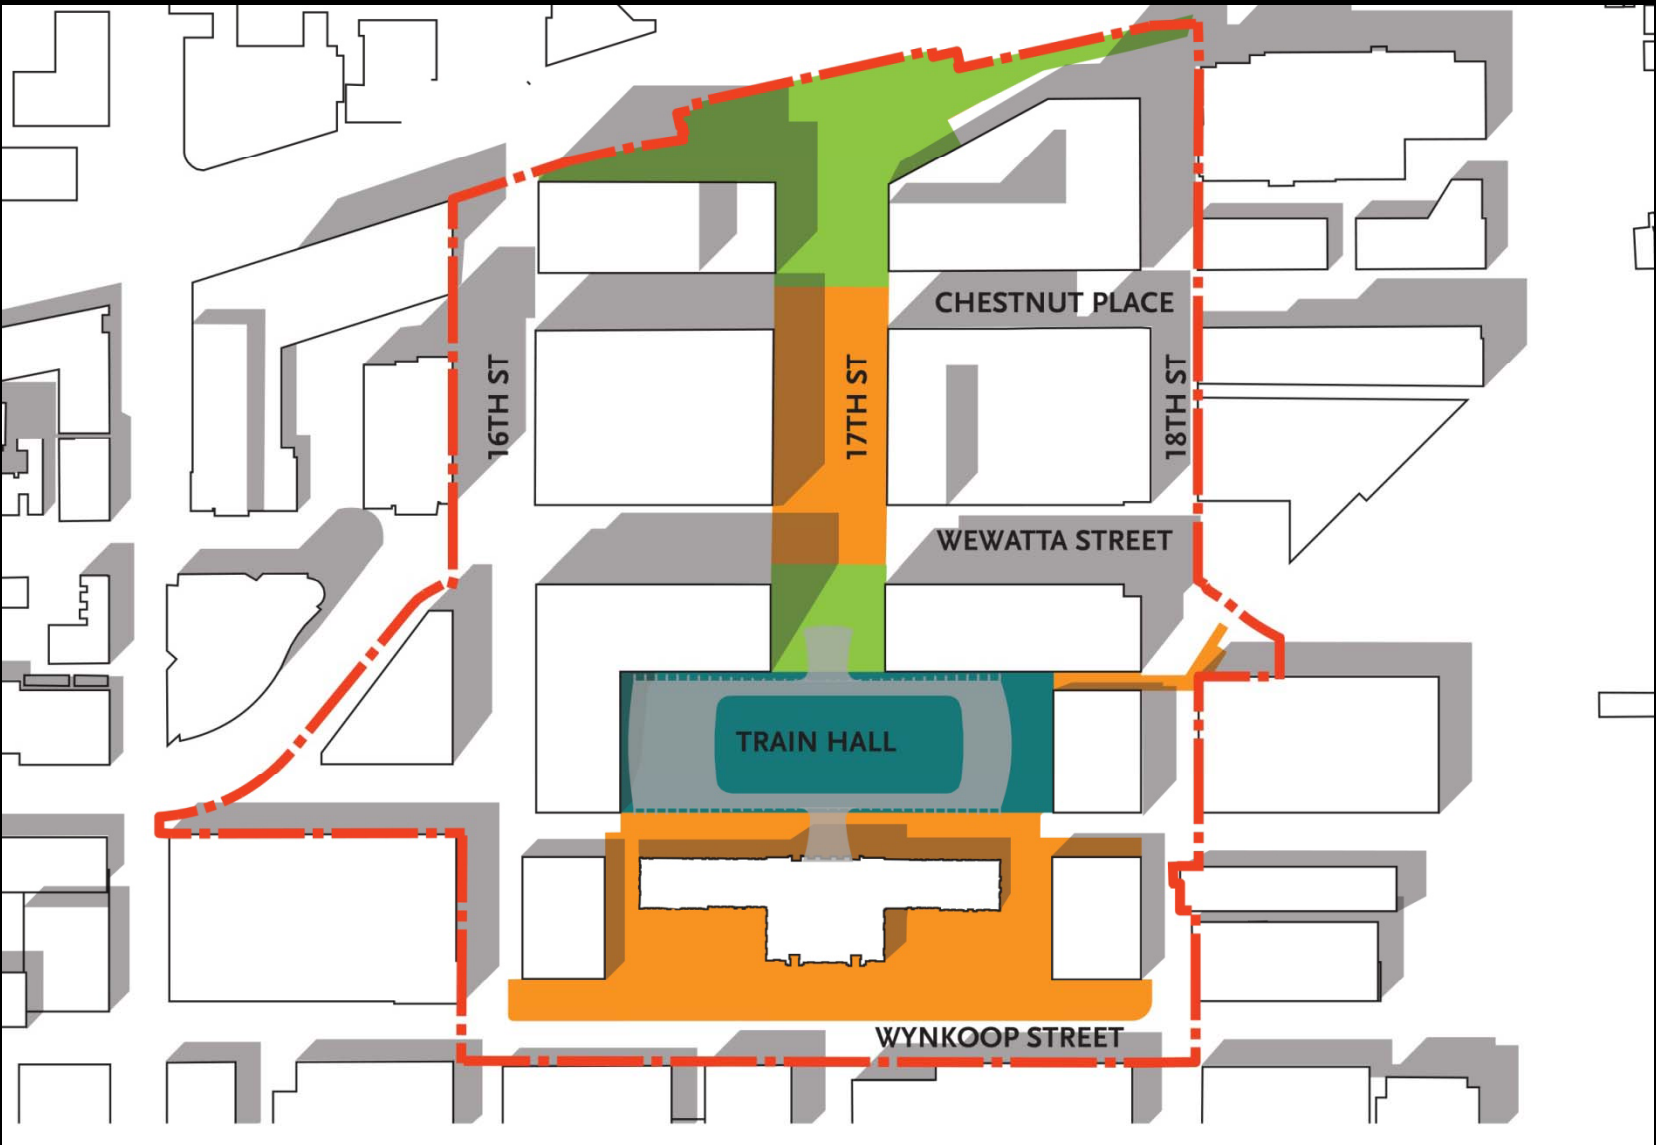 CHESTNUT PLACE
16TH ST
17TH ST
18TH ST
WEWATTA STREET
TRAIN HALL
WYNKOOP STREET